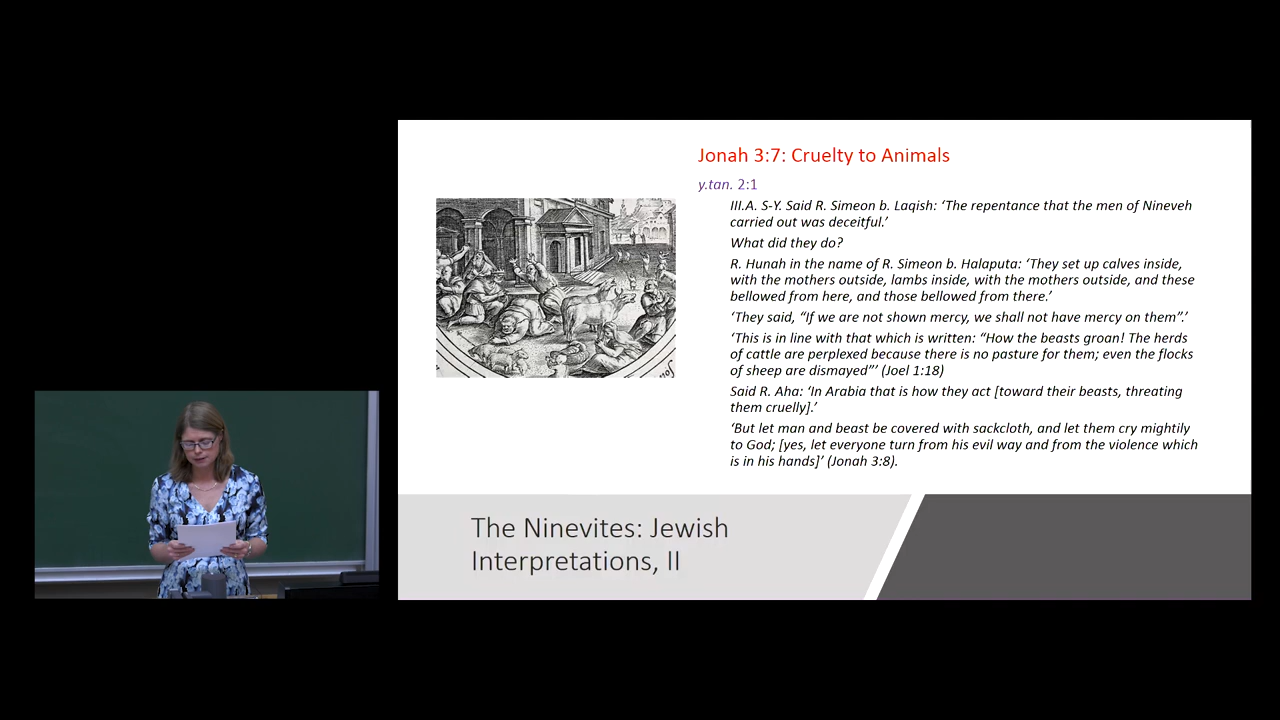 Jonah 3:7: Cruelty to Animals
y.tan. 2:1
III.A. S-Y. Said R. Simeon b. Laqish: ‘The repentance that the men of Nineveh
carried out was deceitful.’
What did they do?
R. Hunah in the name of R. Simeon b. Halaputa: ‘They set up calves inside,
with the mothers outside, lambs inside, with the mothers outside, and these
bellowed from here, and those bellowed from there.’
‘They said, “If we are not shown mercy, we shall not have mercy on them”.’
‘This is in line with that which is written: “How the beasts groan! The herds
of cattle are perplexed because there is no pasture for them; even the flocks
of sheep are dismayed”’ (Joel 1:18)
Said R. Aha: ‘In Arabia that is how they act [toward their beasts, threating
them cruelly].’
‘But let man and beast be covered with sackcloth, and let them cry mightily
to God; [yes, let everyone turn from his evil way and from the violence which
is in his hands]’ (Jonah 3:8).
The Ninevites: Jewish
Interpretations, II